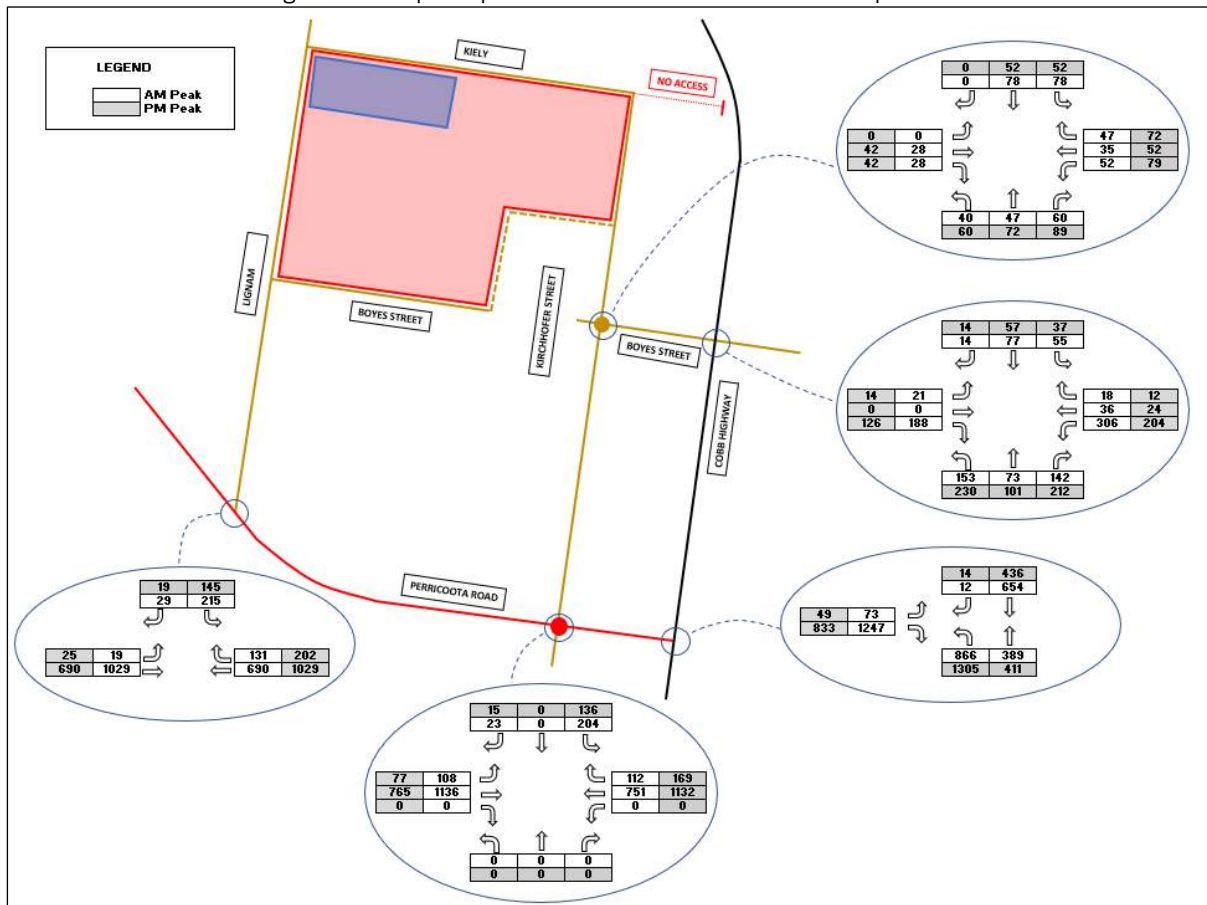 KIELY
NO ACCESS
LEGEND
AM Peak
PM Peak
0 52 52
0 78 78
0 0
42 28
42 28
47 72
35 52
52 79
40 47 60
60 72 89
LIGNAM
BOYES STREET
KIRCHHOFER STREET
BOYES STREET
COBB HIGHWAY
14 57 37
14 77 55
14 21
0 0
126 188
18 12
36 24
306 204
153 73 142
230 101 212
PERRICOOTA ROAD
19 145
29 215
25 19
690 1029
131 202
690 1029
14 436
12 654
49 73
833 1247
866 389
1305 411
15 0 136
23 0 204
77 108
765 1136
0 0
112 169
751 1132
0 0
0 0 0
0 0 0